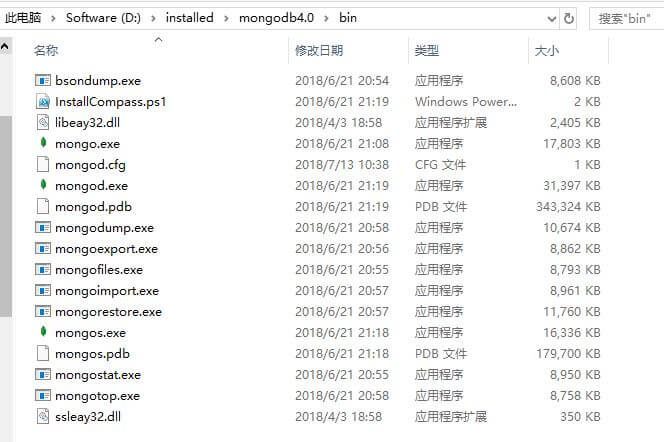 此电脑 > Software (D:) > installed > mongodb4.0 > bin 搜索"bin"
名称 修改日期 类型 大小
bsondump.exe 2018/6/21 20:54 应用程序 8,608 KB
InstallCompass.ps1 2018/6/21 21:19 Windows Power... 2 KB
libeay32.dll 2018/4/3 18:58 应用程序扩展 2,405 KB
mongo.exe 2018/6/21 21:08 应用程序 17,803 KB
mongod.cfg 2018/7/13 10:38 CFG 文件 1 KB
mongod.exe 2018/6/21 21:19 应用程序 31,397 KB
mongod.pdb 2018/6/21 21:19 PDB 文件 343,324 KB
mongodump.exe 2018/6/21 20:58 应用程序 10,674 KB
mongoexport.exe 2018/6/21 20:56 应用程序 8,862 KB
mongofiles.exe 2018/6/21 20:55 应用程序 8,793 KB
mongoimport.exe 2018/6/21 20:57 应用程序 8,961 KB
mongorestore.exe 2018/6/21 20:57 应用程序 11,760 KB
mongos.exe 2018/6/21 21:18 应用程序 16,336 KB
mongos.pdb 2018/6/21 21:18 PDB 文件 179,700 KB
mongostat.exe 2018/6/21 20:55 应用程序 8,950 KB
mongotop.exe 2018/6/21 20:56 应用程序 8,758 KB
ssleay32.dll 2018/4/3 18:58 应用程序扩展 350 KB